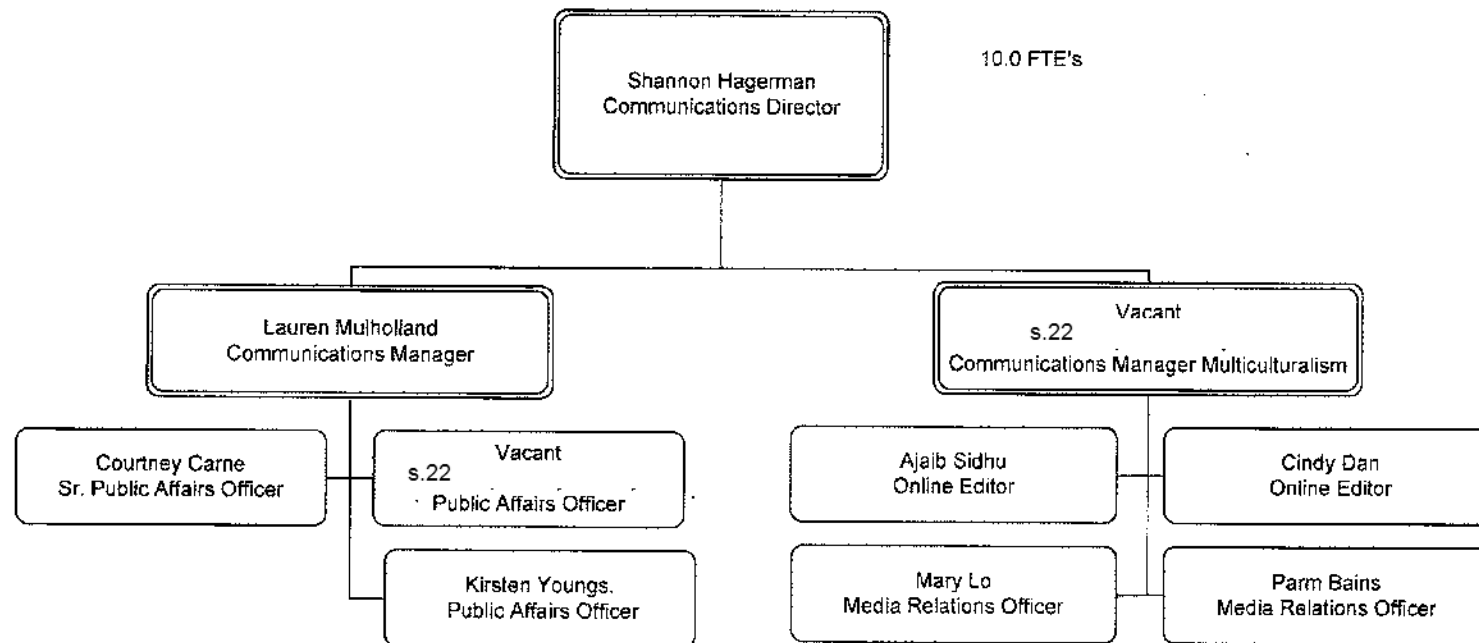 Shannon Hagerman
Communications Director
10.0 FTE's
Lauren Mulholland
Communications Manager
Vacant
s.22
Communications Manager Multiculturalism
Courtney Carne
Sr. Public Affairs Officer
Vacant
s.22
Public Affairs Officer
Ajaib Sidhu
Online Editor
Cindy Dan
Online Editor
Kirsten Youngs.
Public Affairs Officer
Mary Lo
Media Relations Officer
Parm Bains
Media Relations Officer